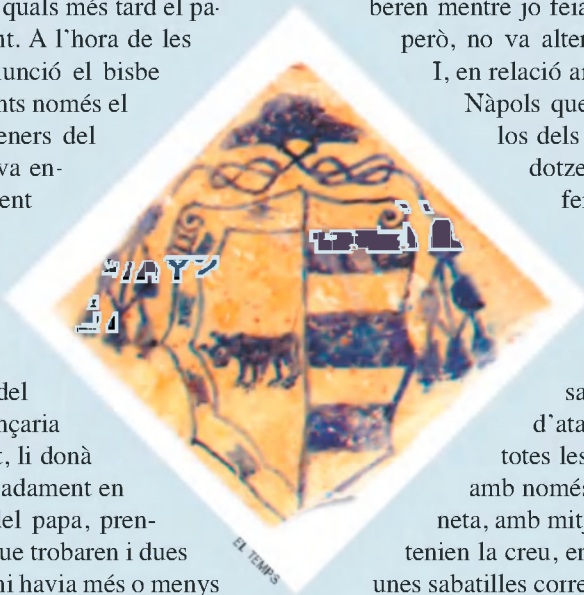 quals més tard el pa-
nt. A l'hora de les
unció el bisbe
nts només el
eners del
va en-
ent
del
nçaria
t, li donà
adament en
del papa, pren-
ue trobaren i dues
hi havia més o menys
EL TEMPS
beren mentre jo feia
però, no va alter
I, en relació a
Nàpols que
los dels
dotze
fe
sa
d'ata
totes les
amb només
neta, amb mitj
tenien la creu, en
unes sabatilles corre